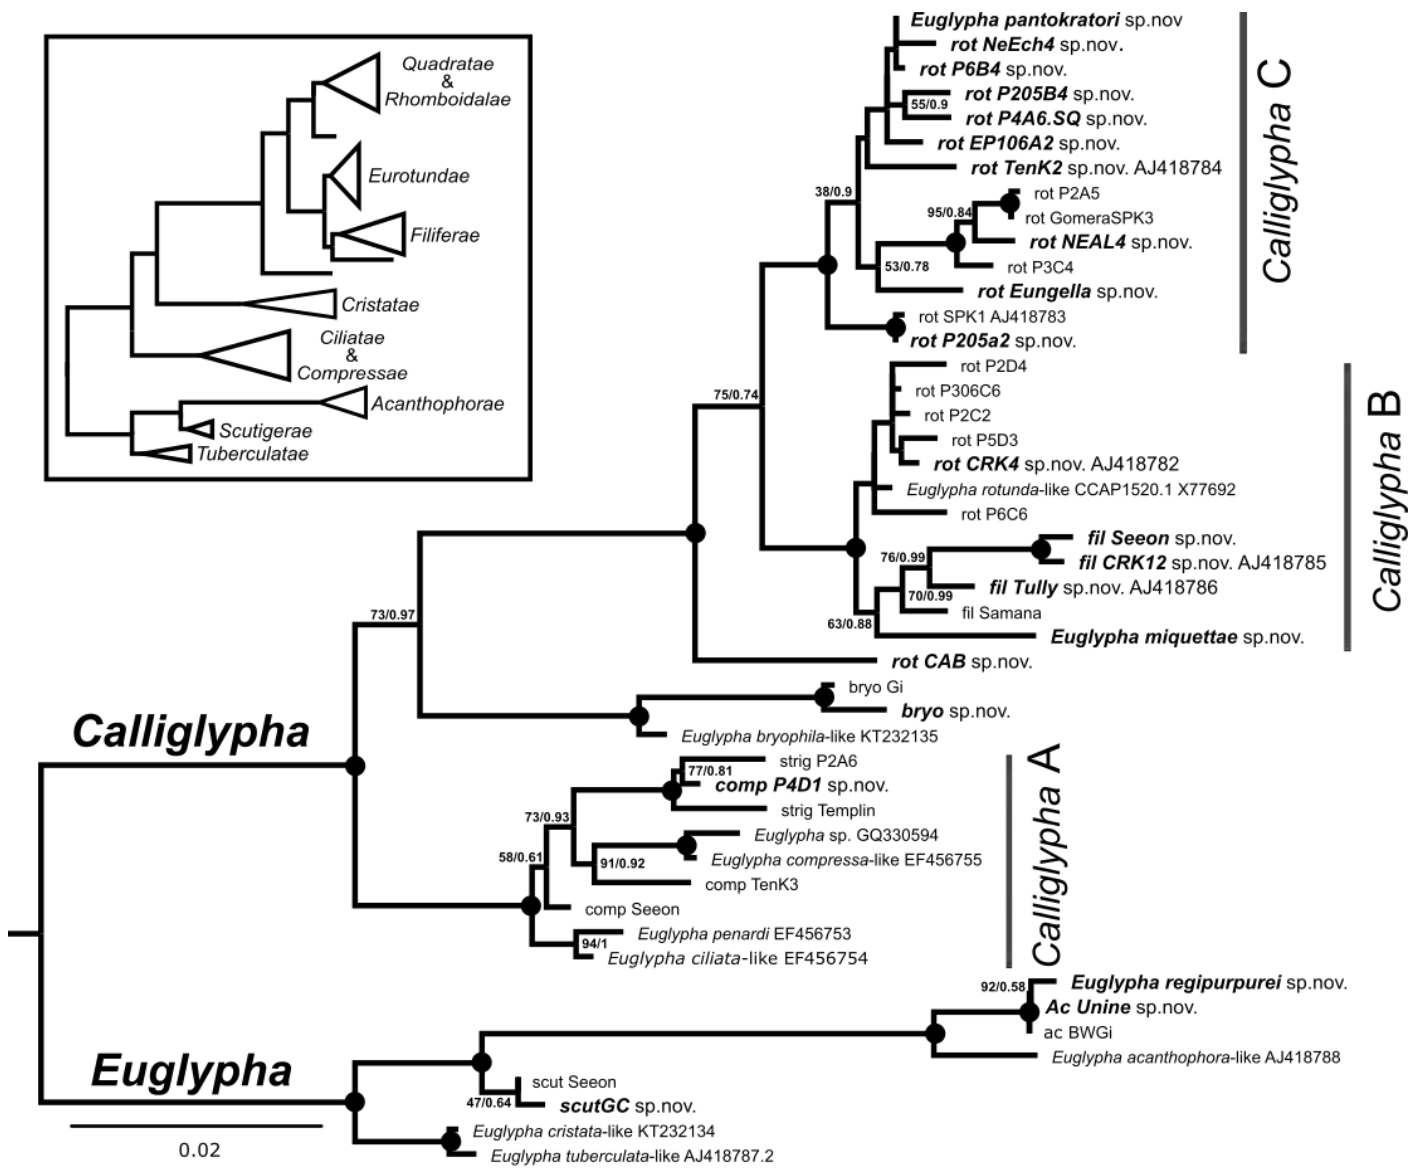 Quadratae
&
Rhomboidalae
Eurotundae
Filiferae
Cristatae
Ciliatae
&
Compressae
Acanthophorae
Scutigerae
Tuberculatae
Euglypha pantokratori sp.nov
rot NeEch4 sp.nov.
rot P6B4 sp.nov.
rot P205B4 sp.nov.
55/0.9
rot P4A6.SQ sp.nov.
rot EP106A2 sp.nov.
rot TenK2 sp.nov. AJ418784
38/0.9
rot P2A5
95/0.84
rot GomeraSPK3
rot NEAL4 sp.nov.
53/0.78
rot P3C4
rot Eungella sp.nov.
rot SPK1 AJ418783
rot P205a2 sp.nov.
Calliglypha C
rot P2D4
75/0.74
rot P306C6
rot P2C2
rot P5D3
rot CRK4 sp.nov. AJ418782
Euglypha rotunda-like CCAP1520.1 X77692
rot P6C6
fil Seeon sp.nov.
76/0.99
fil CRK12 sp.nov. AJ418785
fil Tully sp.nov. AJ418786
70/0.99
fil Samana
63/0.88
Euglypha miquettae sp.nov.
Calliglypha B
73/0.97
rot CAB sp.nov.
bryo Gi
bryo sp.nov.
Euglypha bryophila-like KT232135
Calliglypha
strig P2A6
77/0.81
comp P4D1 sp.nov.
strig Templin
73/0.93
Euglypha sp. GQ330594
58/0.61
91/0.92
Euglypha compressa-like EF456755
comp TenK3
comp Seeon
Euglypha penardi EF456753
94/1
Euglypha ciliata-like EF456754
Calliglypha A
92/0.58
Euglypha regipurpurei sp.nov.
Ac Unine sp.nov.
ac BWGi
Euglypha acanthophora-like AJ418788
Euglypha
scut Seeon
47/0.64
scutGC sp.nov.
Euglypha cristata-like KT232134
Euglypha tuberculata-like AJ418787.2
0.02